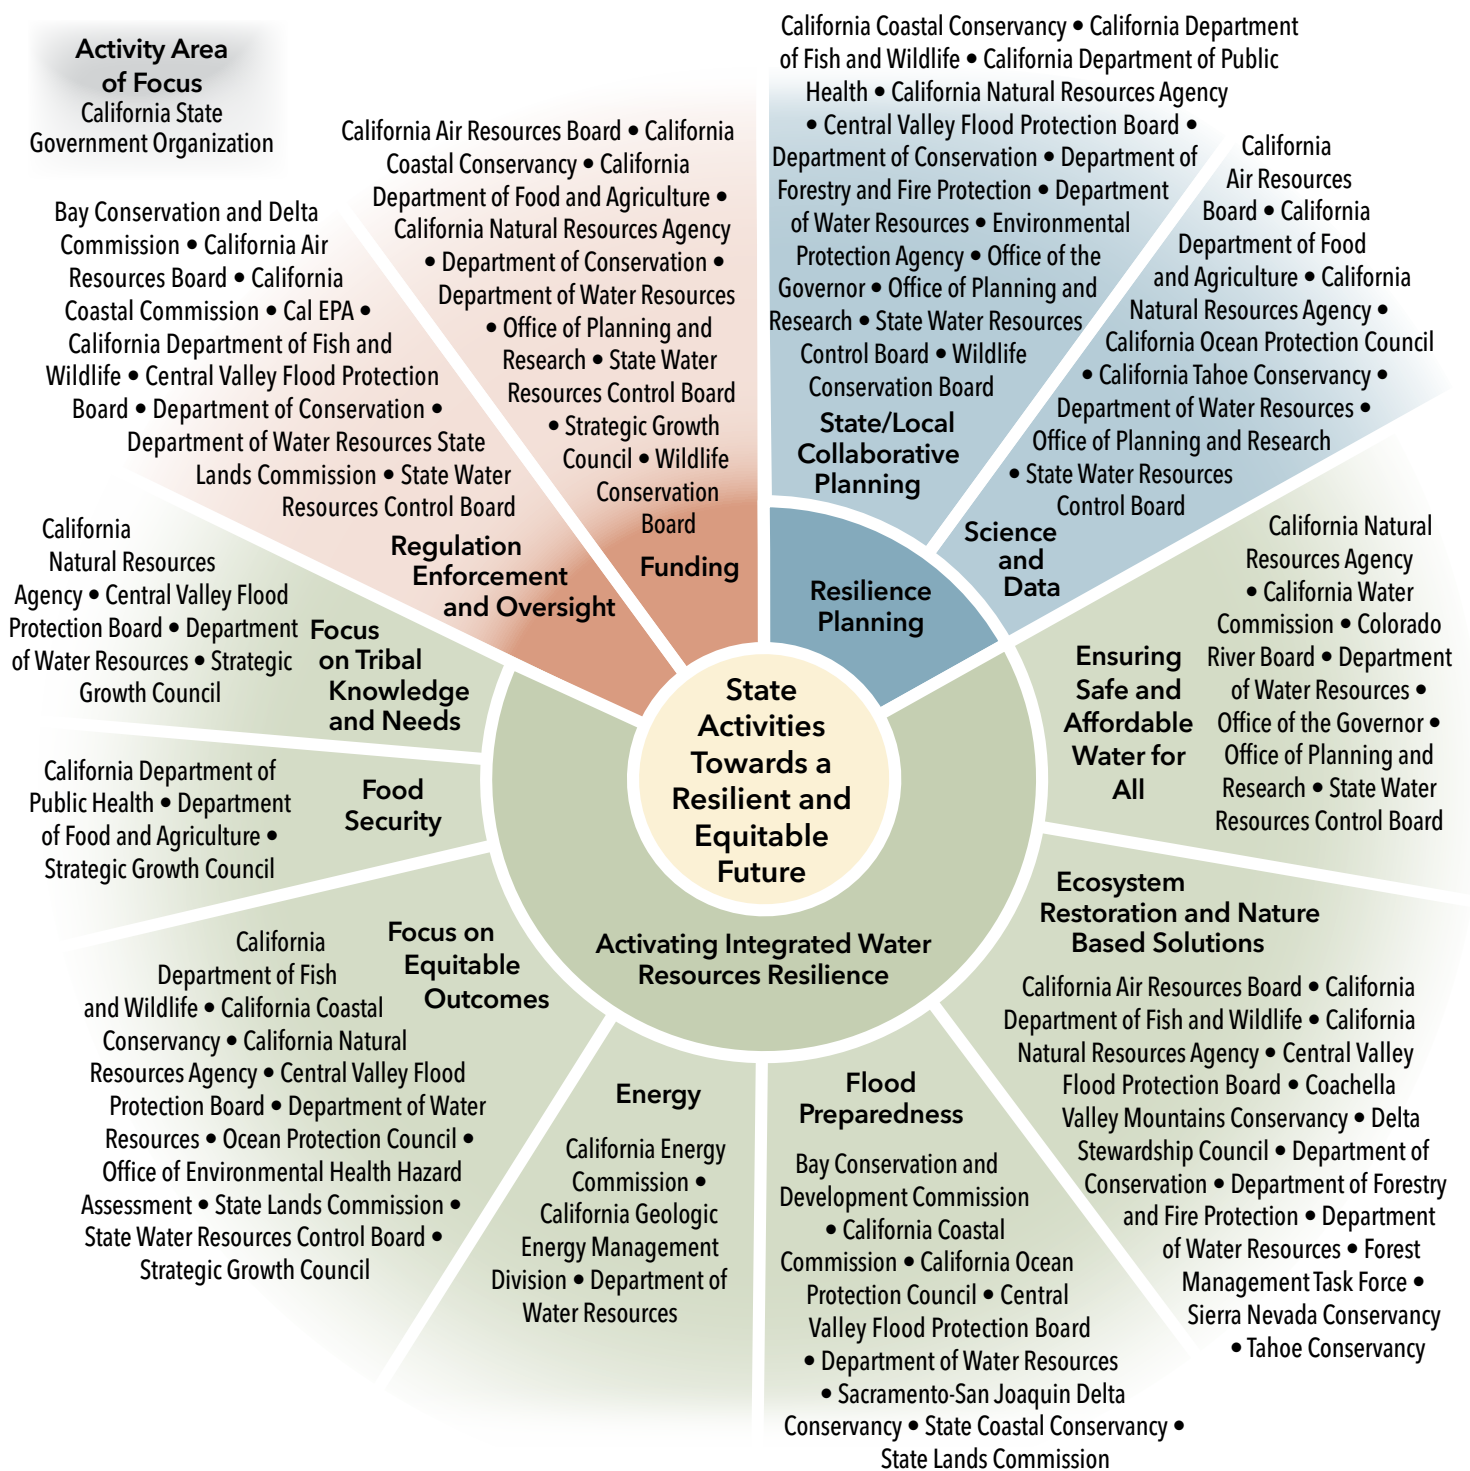 Activity Area
of Focus
California State
Government Organization
California Air Resources Board • California
Coastal Conservancy • California
Department of Food and Agriculture •
California Natural Resources Agency
• Department of Conservation •
Department of Water Resources
• Office of Planning and
Research • State Water
Resources Control Board
• Strategic Growth
Council • Wildlife
Conservation
Board
Funding
California Coastal Conservancy • California Department
of Fish and Wildlife • California Department of Public
Health • California Natural Resources Agency
• Central Valley Flood Protection Board •
Department of Conservation • Department of
Forestry and Fire Protection • Department
of Water Resources • Environmental
Protection Agency • Office of the
Governor • Office of Planning and
Research • State Water Resources
Control Board • Wildlife
Conservation Board
State/Local
Collaborative
Planning
California
Air Resources
Board • California
Department of Food
and Agriculture • California
Natural Resources Agency •
California Ocean Protection Council
• California Tahoe Conservancy •
Department of Water Resources •
Office of Planning and Research
• State Water Resources
Control Board
Science
and
Data
Resilience
Planning
Bay Conservation and Delta
Commission • California Air
Resources Board • California
Coastal Commission • Cal EPA •
California Department of Fish and
Wildlife • Central Valley Flood Protection
Board • Department of Conservation •
Department of Water Resources State
Lands Commission • State Water
Resources Control Board
Regulation
Enforcement
and Oversight
California
Natural Resources
Agency • Central Valley Flood
Protection Board • Department
of Water Resources • Strategic
Growth Council
Focus
on Tribal
Knowledge
and Needs
State
Activities
Towards a
Resilient and
Equitable
Future
Ensuring
Safe and
Affordable
Water for
All
California Natural
Resources Agency
• California Water
Commission • Colorado
River Board • Department
of Water Resources •
Office of the Governor •
Office of Planning and
Research • State Water
Resources Control Board
California Department of
Public Health • Department
of Food and Agriculture •
Strategic Growth Council
Food
Security
Activating Integrated Water
Resources Resilience
Ecosystem
Restoration and Nature
Based Solutions
California Air Resources Board • California
Department of Fish and Wildlife • California
Natural Resources Agency • Central Valley
Flood Protection Board • Coachella
Valley Mountains Conservancy • Delta
Stewardship Council • Department of
Conservation • Department of Forestry
and Fire Protection • Department
of Water Resources • Forest
Management Task Force •
Sierra Nevada Conservancy
• Tahoe Conservancy
Focus on
Equitable
Outcomes
California
Department of Fish
and Wildlife • California Coastal
Conservancy • California Natural
Resources Agency • Central Valley Flood
Protection Board • Department of Water
Resources • Ocean Protection Council •
Office of Environmental Health Hazard
Assessment • State Lands Commission •
State Water Resources Control Board •
Strategic Growth Council
Energy
California Energy
Commission •
California Geologic
Energy Management
Division • Department of
Water Resources
Flood
Preparedness
Bay Conservation and
Development Commission
• California Coastal
Commission • California Ocean
Protection Council • Central
Valley Flood Protection Board
• Department of Water Resources
• Sacramento-San Joaquin Delta
Conservancy • State Coastal Conservancy •
State Lands Commission